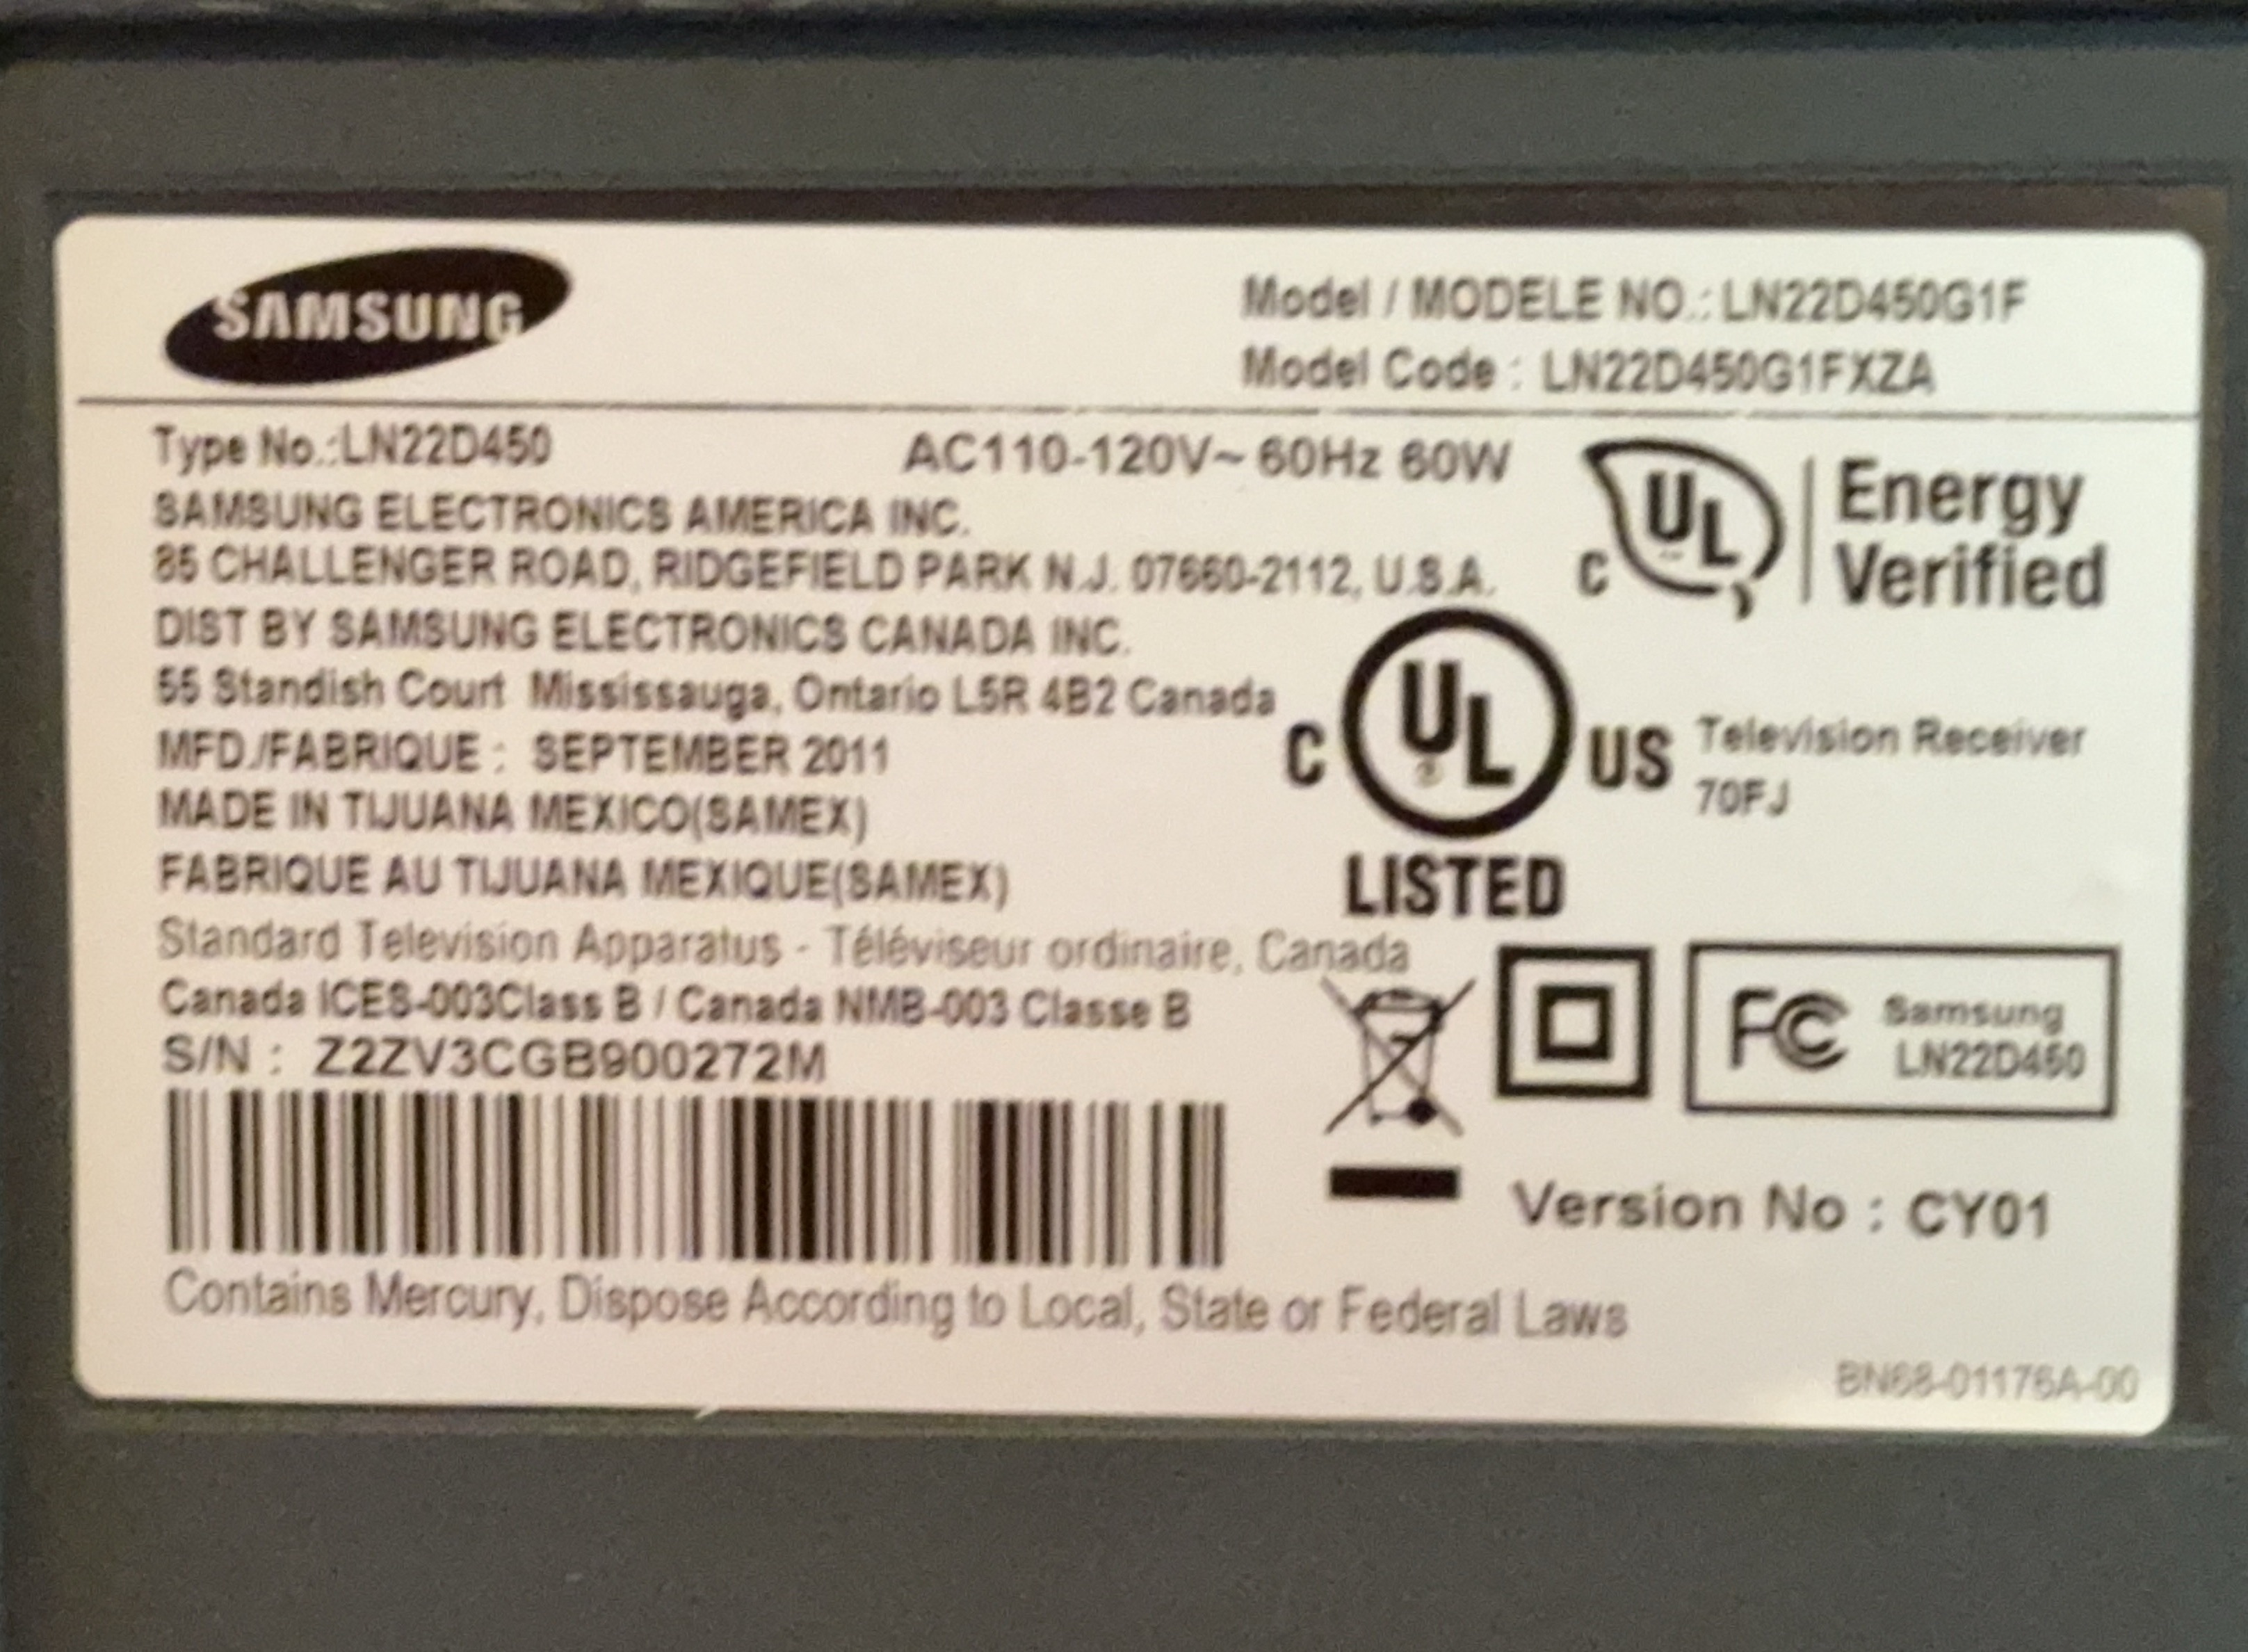 SAMSUNG
Model / MODELE NO.: LN22D450G1F
Model Code : LN22D450G1FXZA
Type No.:LN22D450
AC110-120V~ 60Hz 60W
UL
C
Energy
Verified
SAMSUNG ELECTRONICS AMERICA INC.
85 CHALLENGER ROAD, RIDGEFIELD PARK N.J. 07660-2112, U.S.A.
DIST BY SAMSUNG ELECTRONICS CANADA INC.
55 Standish Court Mississauga, Ontario L5R 4B2 Canada
MFD./FABRIQUE : SEPTEMBER 2011
MADE IN TIJUANA MEXICO(SAMEX)
FABRIQUE AU TIJUANA MEXIQUE(SAMEX)
C UL ® US
LISTED
Television Receiver
70FJ
Standard Television Apparatus - Téléviseur ordinaire, Canada
Canada ICES-003Class B / Canada NMB-003 Classe B
S/N : Z2ZV3CGB900272M
FC
Samsung
LN22D450
Version No : CY01
Contains Mercury, Dispose According to Local, State or Federal Laws
BN68-01176A-00